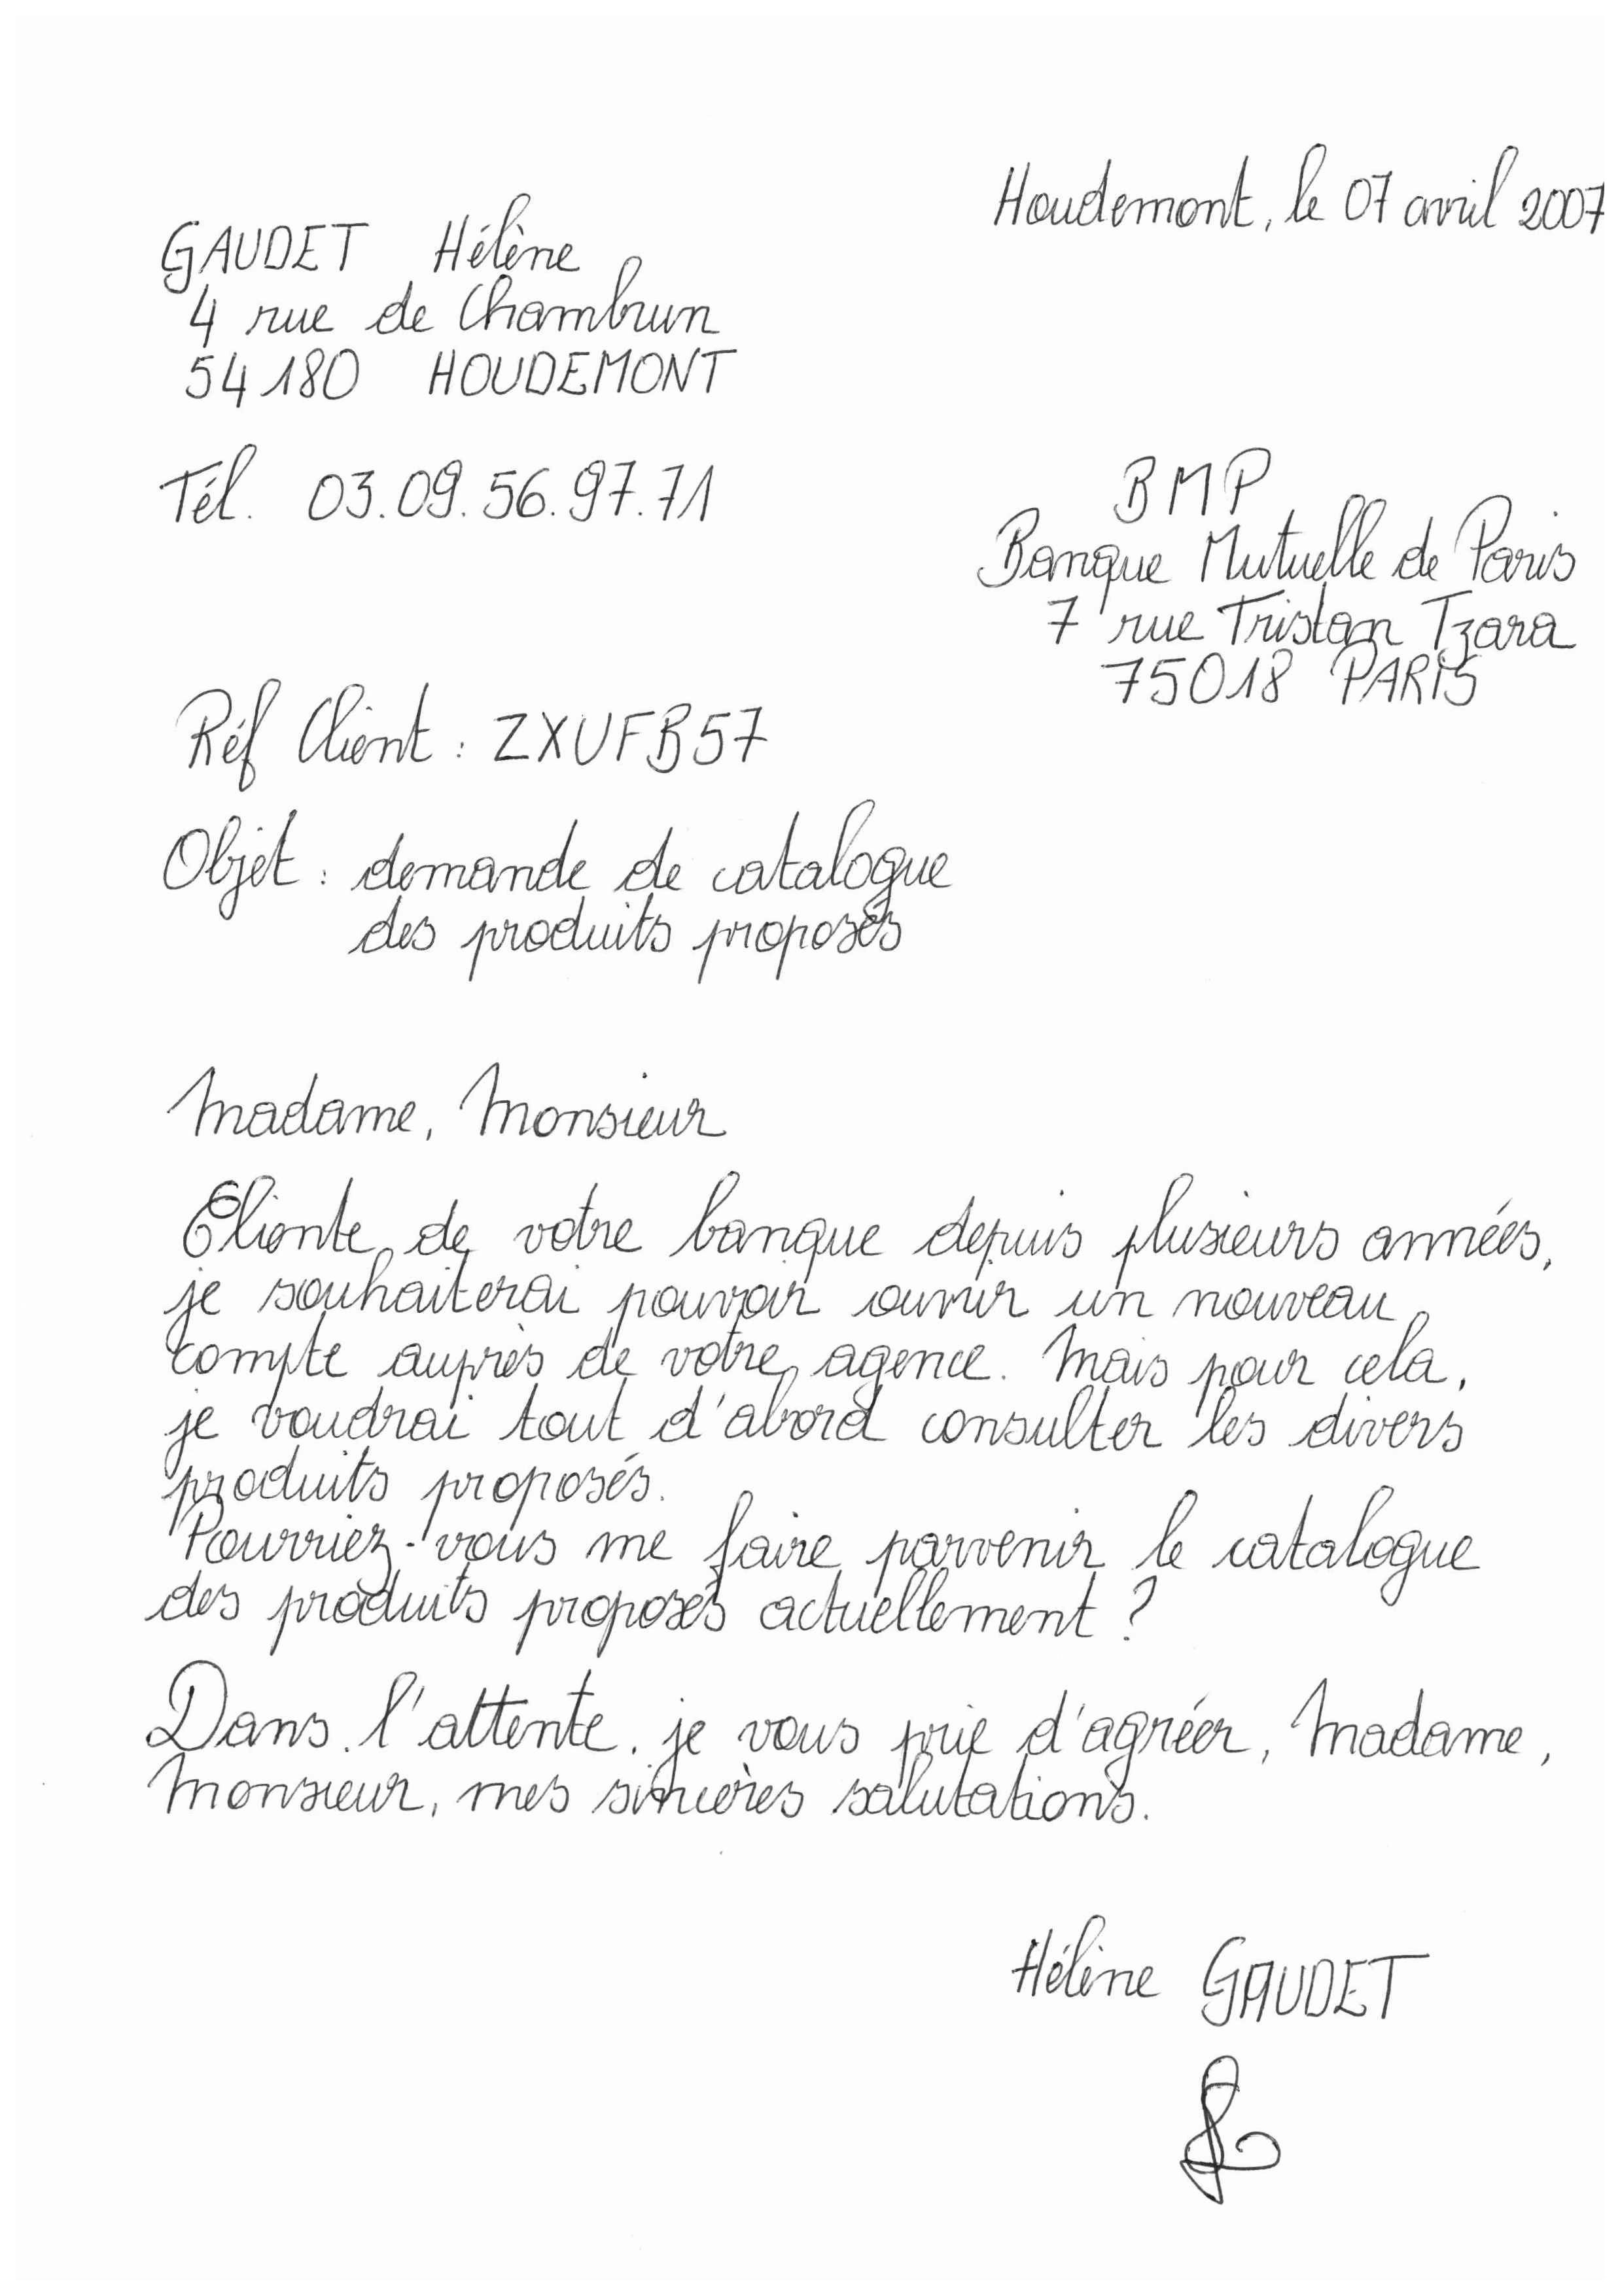 Houdemont, le 07 avril 2007
GAUDET Hélène
4 rue de Chambrun
54180 HOUDEMONT
Tél. 03.09.56.97.71
BMP
Banque Mutuelle de Paris
7 rue Tristan Tzara
75018 PARIS
Réf Client : ZXUFB57
Objet : demande de catalogue
des produits proposés
Madame, Monsieur
Cliente de votre banque depuis plusieurs années,
je souhaiterai pouvoir ouvrir un nouveau
compte auprès de votre agence. Mais pour cela,
je voudrai tout d'abord consulter les divers
produits proposés.
Pourriez-vous me faire parvenir le catalogue
des produits proposés actuellement ?
Dans l'attente, je vous prie d'agréer, Madame,
Monsieur, mes sincères salutations.
Hélène GAUDET